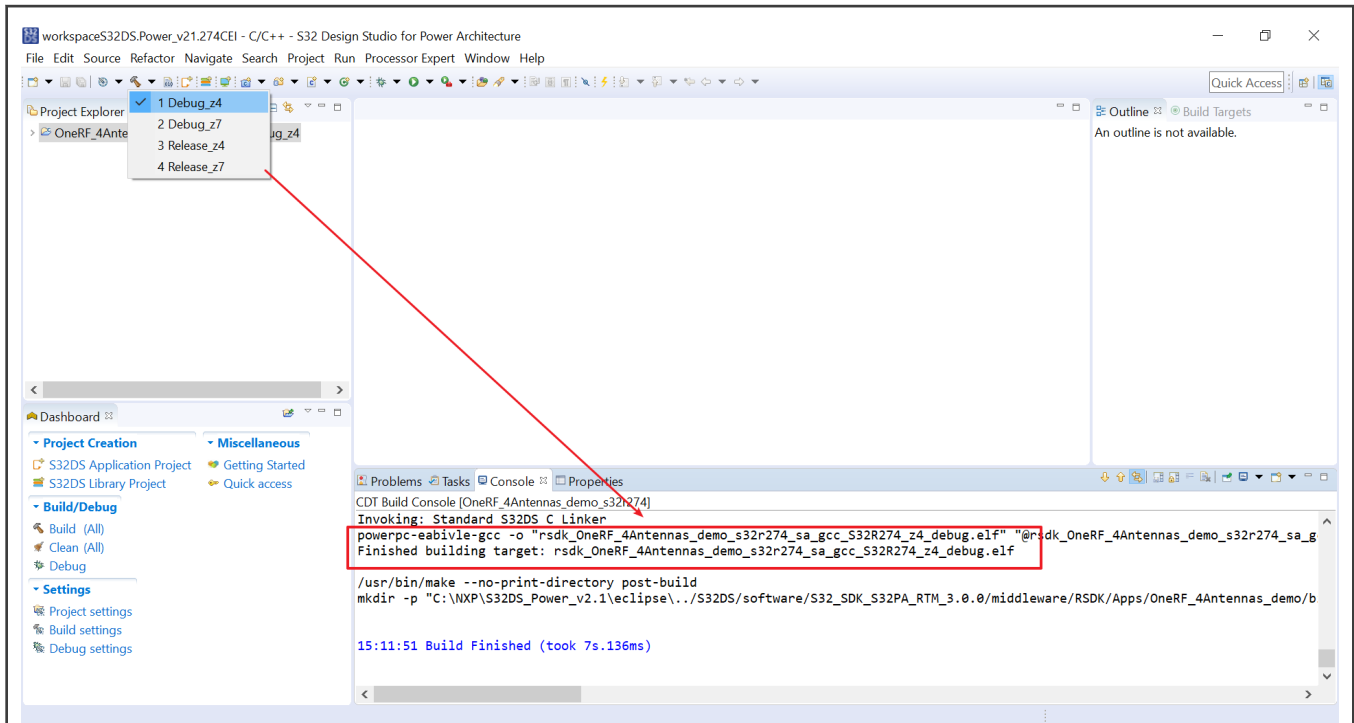 workspaceS32DS.Power_v21.274CEI - C/C++ - S32 Design Studio for Power Architecture
File Edit Source Refactor Navigate Search Project Run Processor Expert Window Help
Quick Access
Project Explorer
1 Debug_z4
2 Debug_z7
3 Release_z4
4 Release_z7
OneRF_4Ante
ug_z4
Outline
Build Targets
An outline is not available.
Dashboard
Project Creation
S32DS Application Project
S32DS Library Project
Build/Debug
Build (All)
Clean (All)
Debug
Settings
Project settings
Build settings
Debug settings
Miscellaneous
Getting Started
Quick access
Problems Tasks Console Properties
CDT Build Console [OneRF_4Antennas_demo_s32r274]
Invoking: Standard S32DS C Linker
powerpc-eabivle-gcc -o "rsdk_OneRF_4Antennas_demo_s32r274_sa_gcc_S32R274_z4_debug.elf" "@rsdk_OneRF_4Antennas_demo_s32r274_sa_g
Finished building target: rsdk_OneRF_4Antennas_demo_s32r274_sa_gcc_S32R274_z4_debug.elf
/usr/bin/make --no-print-directory post-build
mkdir -p "C:\NXP\S32DS_Power_v2.1\eclipse\../S32DS/software/S32_SDK_S32PA_RTM_3.0.0/middleware/RSDK/Apps/OneRF_4Antennas_demo/b
15:11:51 Build Finished (took 7s.136ms)